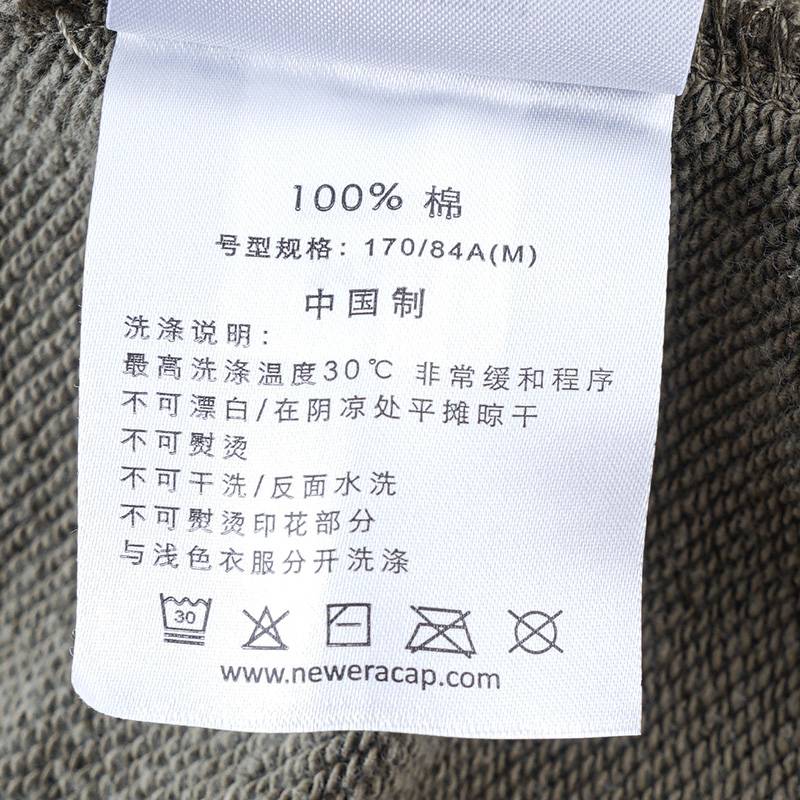 100% 棉
号型规格: 170/84A(M)
中国制
洗涤说明:
最高洗涤温度30℃ 非常缓和程序
不可漂白/在阴凉处平摊晾干
不可熨烫
不可干洗/反面水洗
不可熨烫印花部分
与浅色衣服分开洗涤
30
www.neweracap.com